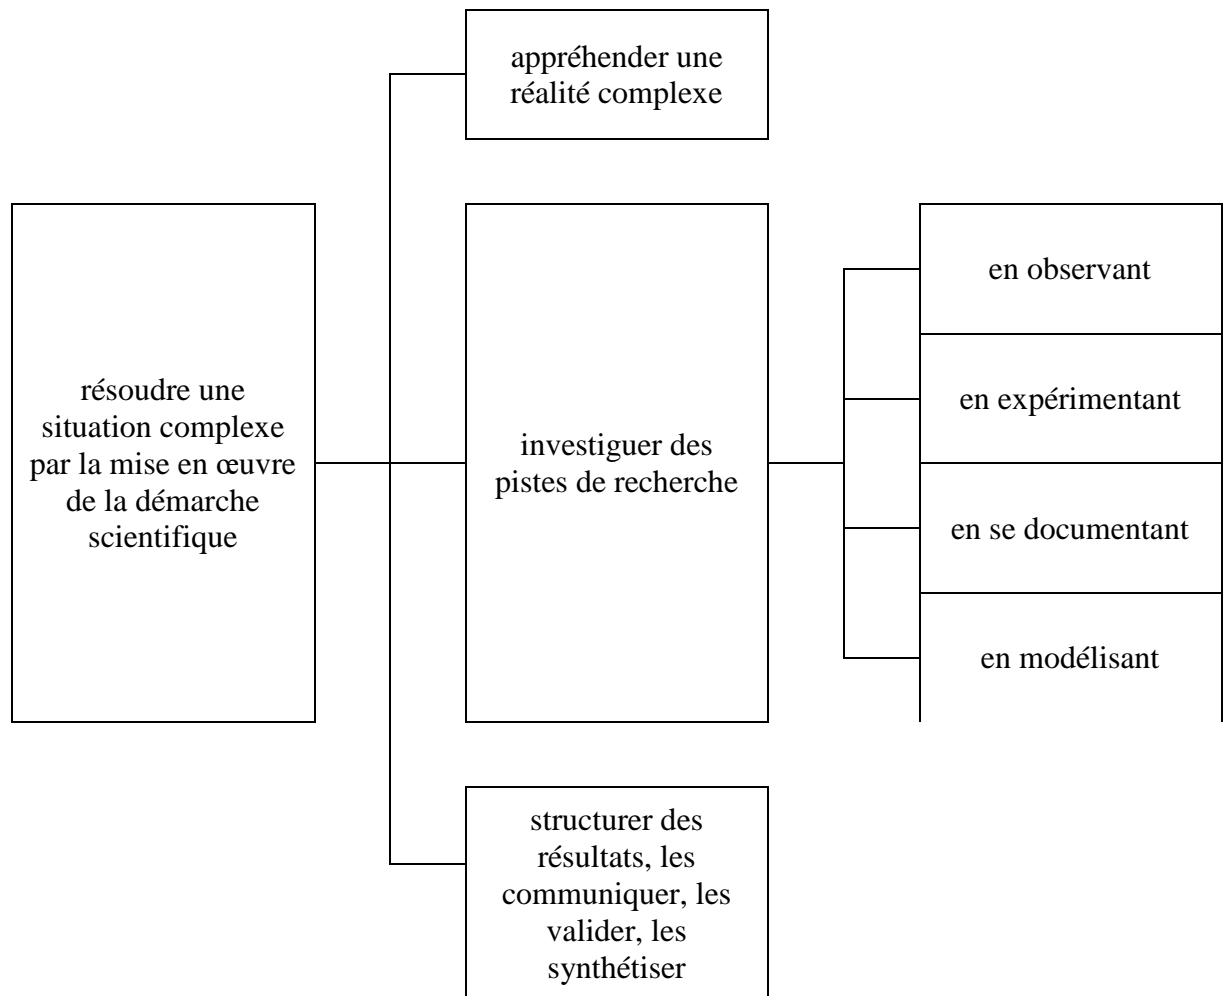 appréhender une
réalité complexe
résoudre une
situation complexe
par la mise en œuvre
de la démarche
scientifique
investiguer des
pistes de recherche
en observant
en expérimentant
en se documentant
en modélisant
structurer des
résultats, les
communiquer, les
valider, les
synthétiser